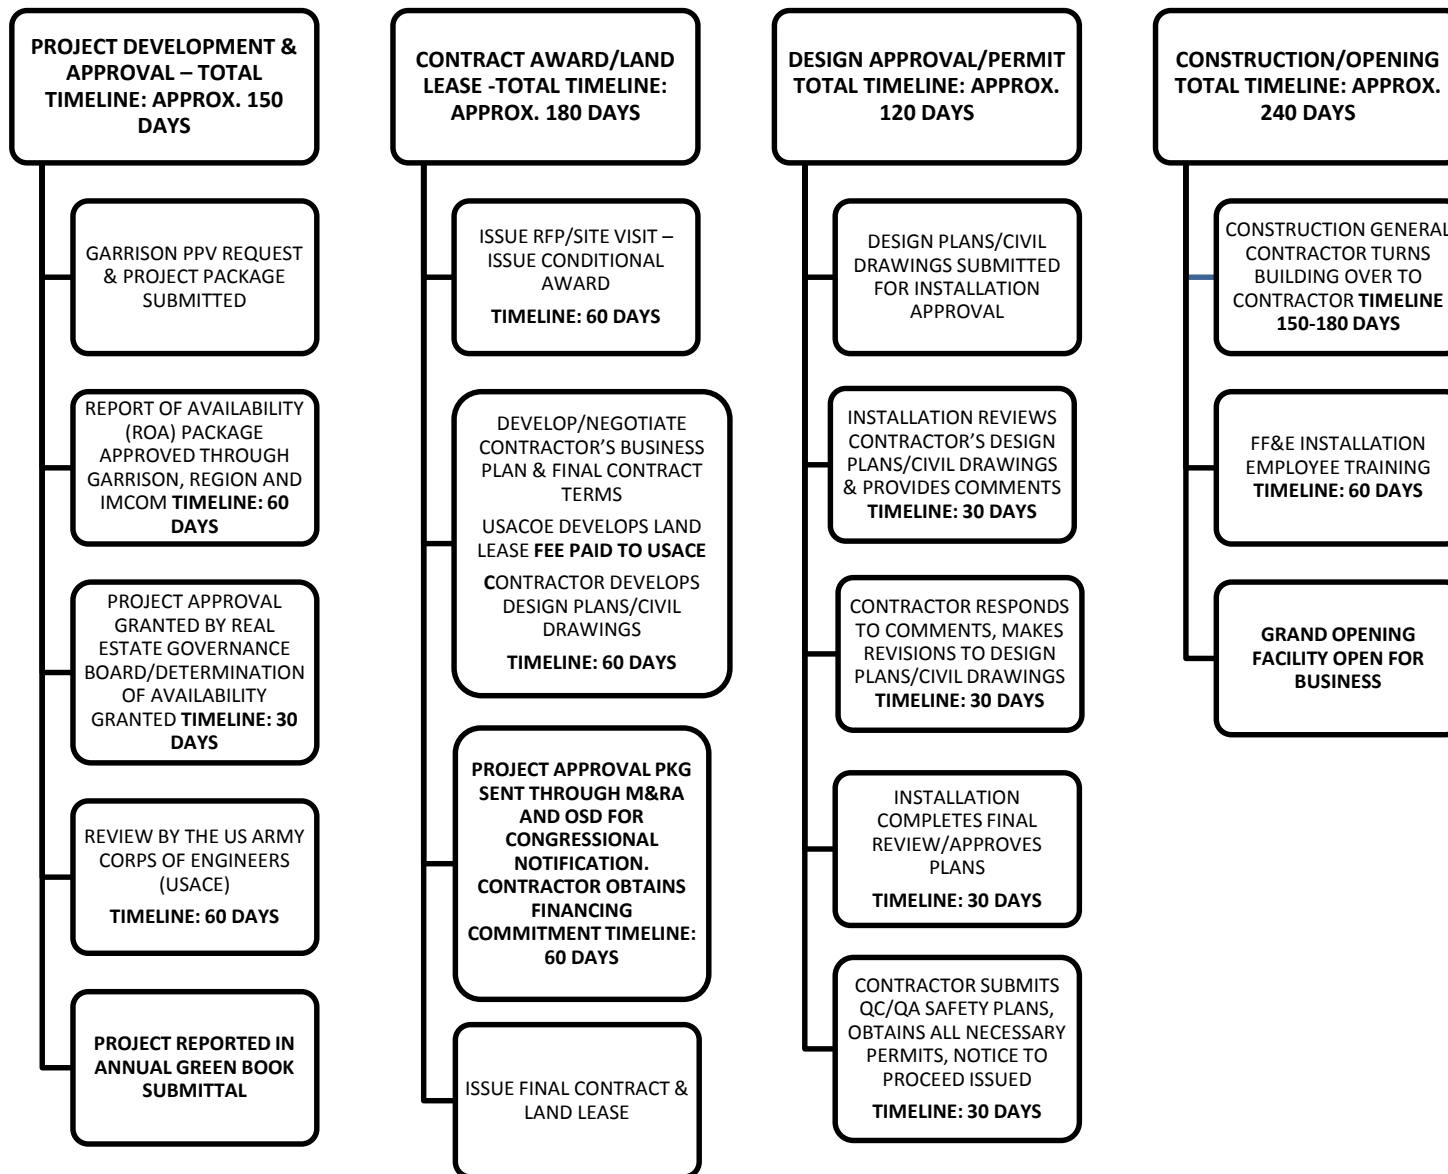 PROJECT DEVELOPMENT &
APPROVAL – TOTAL
TIMELINE: APPROX. 150
DAYS
GARRISON PPV REQUEST
& PROJECT PACKAGE
SUBMITTED
REPORT OF AVAILABILITY
(ROA) PACKAGE
APPROVED THROUGH
GARRISON, REGION AND
IMCOM TIMELINE: 60
DAYS
PROJECT APPROVAL
GRANTED BY REAL
ESTATE GOVERNANCE
BOARD/DETERMINATION
OF AVAILABILITY
GRANTED TIMELINE: 30
DAYS
REVIEW BY THE US ARMY
CORPS OF ENGINEERS
(USACE)
TIMELINE: 60 DAYS
PROJECT REPORTED IN
ANNUAL GREEN BOOK
SUBMITTAL
CONTRACT AWARD/LAND
LEASE -TOTAL TIMELINE:
APPROX. 180 DAYS
ISSUE RFP/SITE VISIT –
ISSUE CONDITIONAL
AWARD
TIMELINE: 60 DAYS
DEVELOP/NEGOTIATE
CONTRACTOR’S BUSINESS
PLAN & FINAL CONTRACT
TERMS
USACOE DEVELOPS LAND
LEASE FEE PAID TO USACE
CONTRACTOR DEVELOPS
DESIGN PLANS/CIVIL
DRAWINGS
TIMELINE: 60 DAYS
PROJECT APPROVAL PKG
SENT THROUGH M&RA
AND OSD FOR
CONGRESSIONAL
NOTIFICATION.
CONTRACTOR OBTAINS
FINANCING
COMMITMENT TIMELINE:
60 DAYS
ISSUE FINAL CONTRACT &
LAND LEASE
DESIGN APPROVAL/PERMIT
TOTAL TIMELINE: APPROX.
120 DAYS
DESIGN PLANS/CIVIL
DRAWINGS SUBMITTED
FOR INSTALLATION
APPROVAL
INSTALLATION REVIEWS
CONTRACTOR’S DESIGN
PLANS/CIVIL DRAWINGS
& PROVIDES COMMENTS
TIMELINE: 30 DAYS
CONTRACTOR RESPONDS
TO COMMENTS, MAKES
REVISIONS TO DESIGN
PLANS/CIVIL DRAWINGS
TIMELINE: 30 DAYS
INSTALLATION
COMPLETES FINAL
REVIEW/APPROVES
PLANS
TIMELINE: 30 DAYS
CONTRACTOR SUBMITS
QC/QA SAFETY PLANS,
OBTAINS ALL NECESSARY
PERMITS, NOTICE TO
PROCEED ISSUED
TIMELINE: 30 DAYS
CONSTRUCTION/OPENING
TOTAL TIMELINE: APPROX.
240 DAYS
CONSTRUCTION GENERAL
CONTRACTOR TURNS
BUILDING OVER TO
CONTRACTOR TIMELINE
150-180 DAYS
FF&E INSTALLATION
EMPLOYEE TRAINING
TIMELINE: 60 DAYS
GRAND OPENING
FACILITY OPEN FOR
BUSINESS